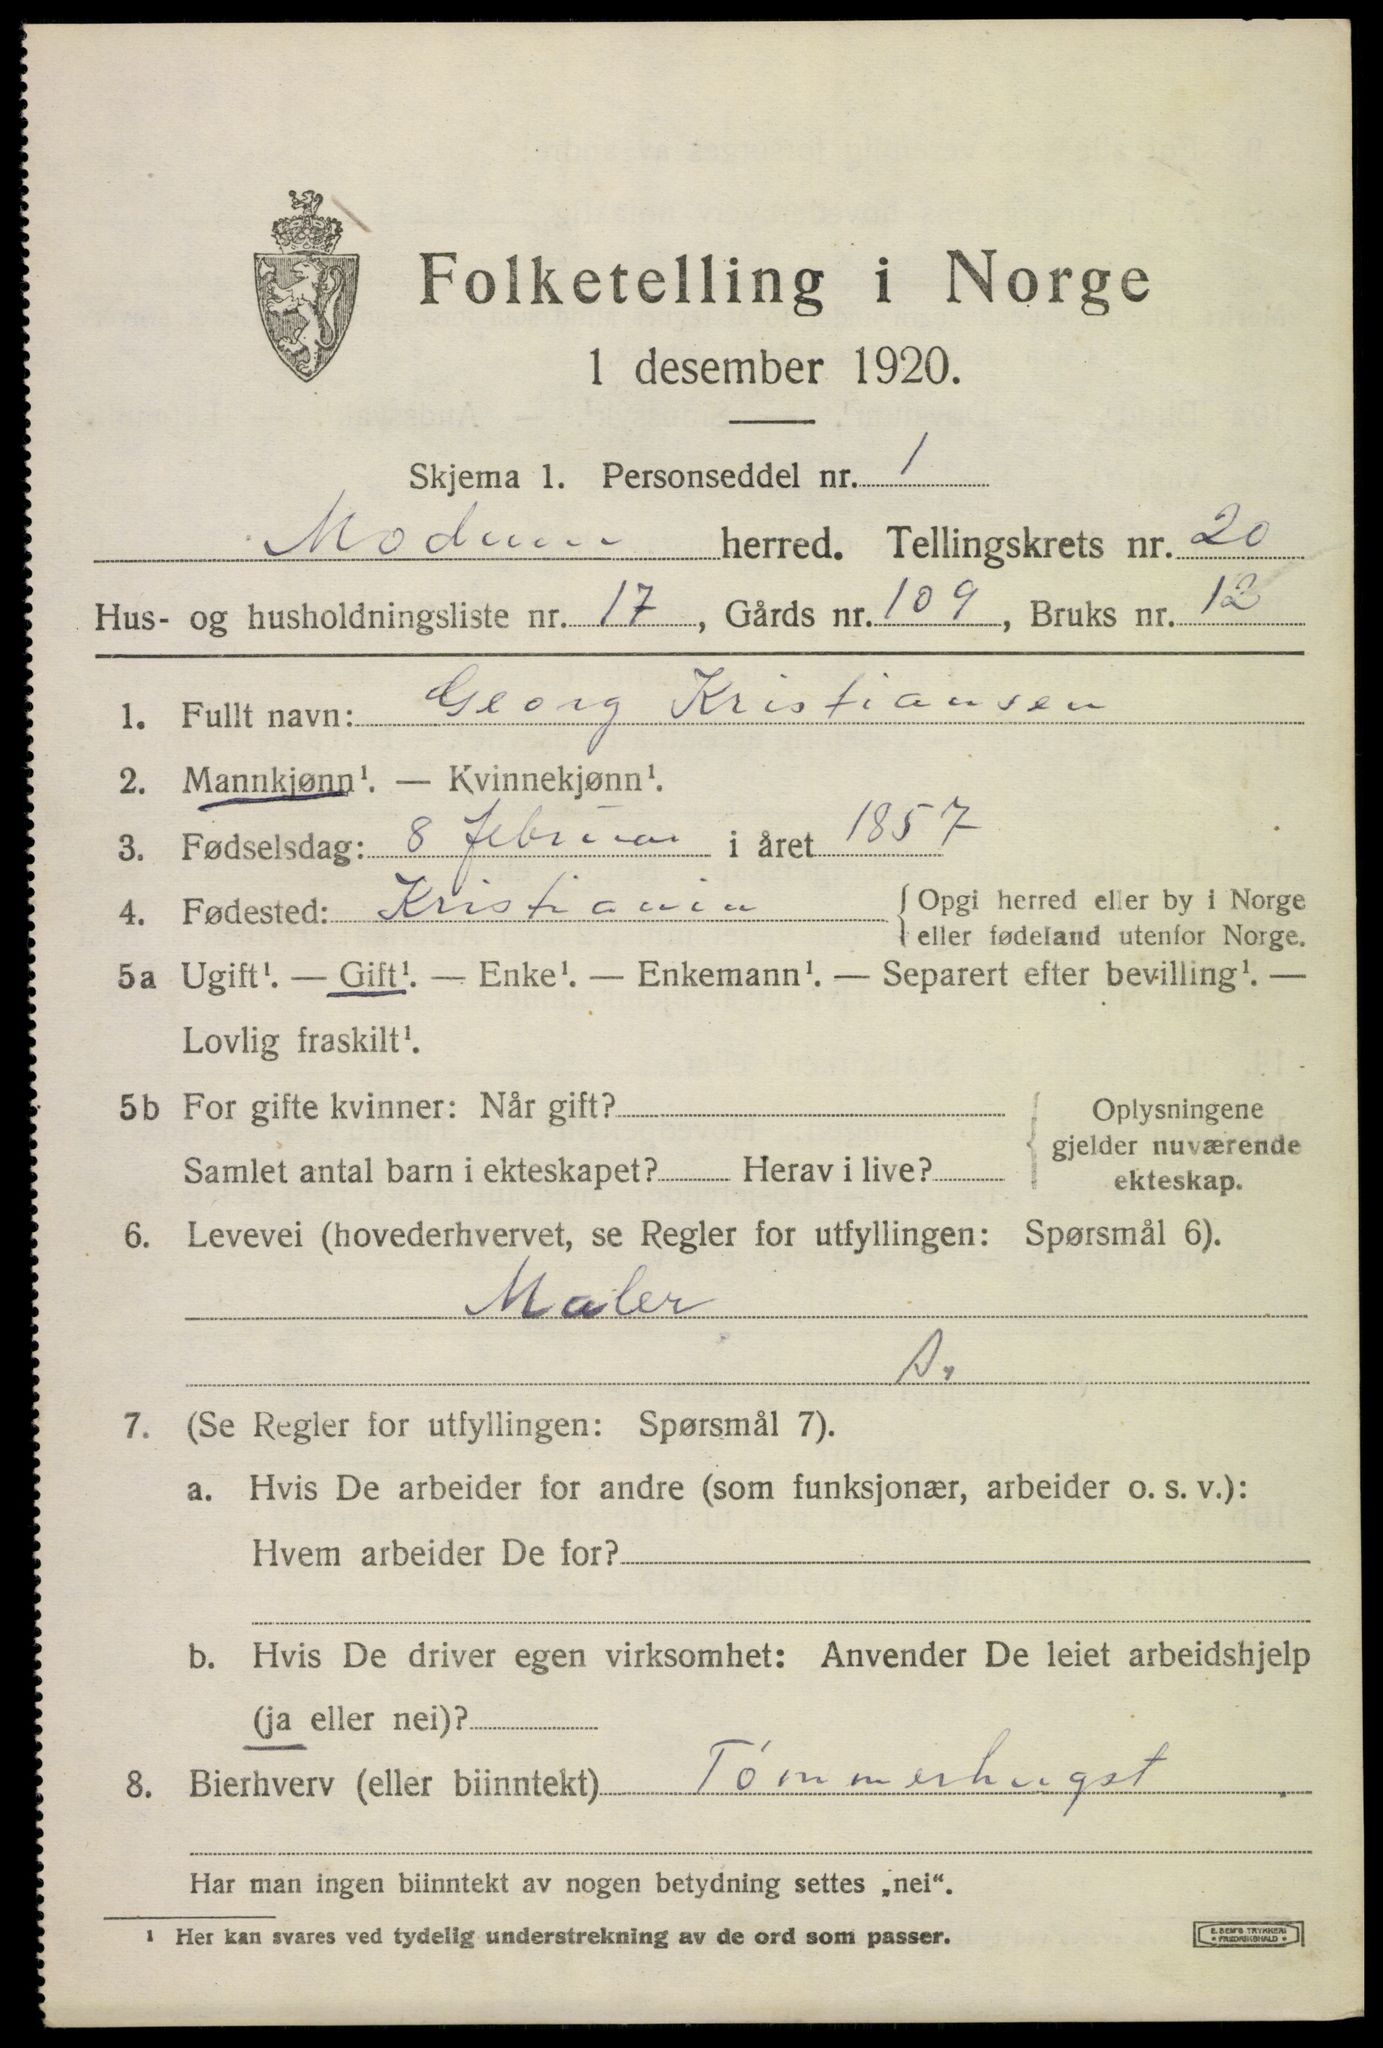 Folketelling i Norge
1 desember 1920.
Skjema 1. Personseddel nr. 1
Modum herred. Tellingskrets nr. 20
Hus- og husholdningsliste nr. 17, Gårds nr. 109, Bruks nr. 12
1. Fullt navn: Georg Kristiansen
2. Mannkjønn¹. — Kvinnekjønn¹.
3. Fødselsdag: 8 februar i året 1857
4. Fødested: Kristiania { Opgi herred eller by i Norge
eller fødeland utenfor Norge.
5a Ugift¹. — Gift¹. — Enke¹. — Enkemann¹. — Separert efter bevilling¹. —
Lovlig fraskilt¹.
5b For gifte kvinner: Når gift?
Samlet antal barn i ekteskapet? Herav i live?
Oplysningene
gjelder nuværende
ekteskap.
6. Levevei (hovederhvervet, se Regler for utfyllingen: Spørsmål 6).
Maler
7. (Se Regler for utfyllingen: Spørsmål 7).
a. Hvis De arbeider for andre (som funksjonær, arbeider o. s. v.):
Hvem arbeider De for?
b. Hvis De driver egen virksomhet: Anvender De leiet arbeidshjelp
(ja eller nei)?
8. Bierhverv (eller biinntekt) Tømmerhugst
Har man ingen biinntekt av nogen betydning settes „nei“.
¹ Her kan svares ved tydelig understrekning av de ord som passer.
E. SEM'S TRYKKERI
* FREDRIKSHALD *